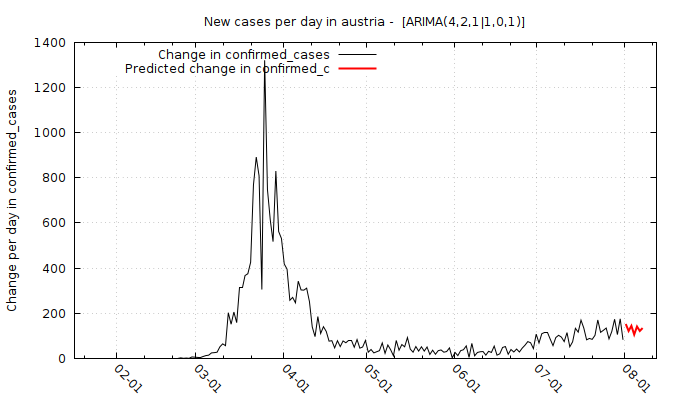 New cases per day in austria -  [ARIMA(4,2,1|1,0,1)]
Change in confirmed_cases
Predicted change in confirmed_c
Change per day in confirmed_cases
1400
1200
1000
800
600
400
200
0
02-01 03-01 04-01 05-01 06-01 07-01 08-01